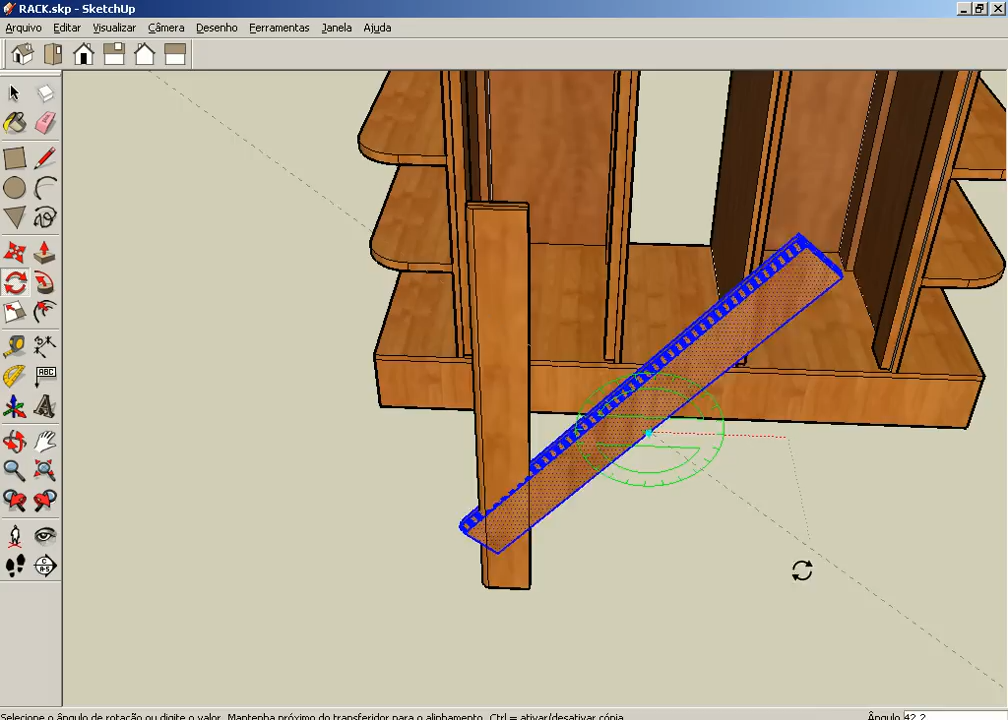 RACK.skp - SketchUp
Arquivo Editar Visualizar Câmera Desenho Ferramentas Janela Ajuda
ABC
Selecione o ângulo de rotação ou digite o valor. Mantenha próximo do transferidor para o alinhamento. Ctrl = ativar/desativar cópia. Ângulo 42,2